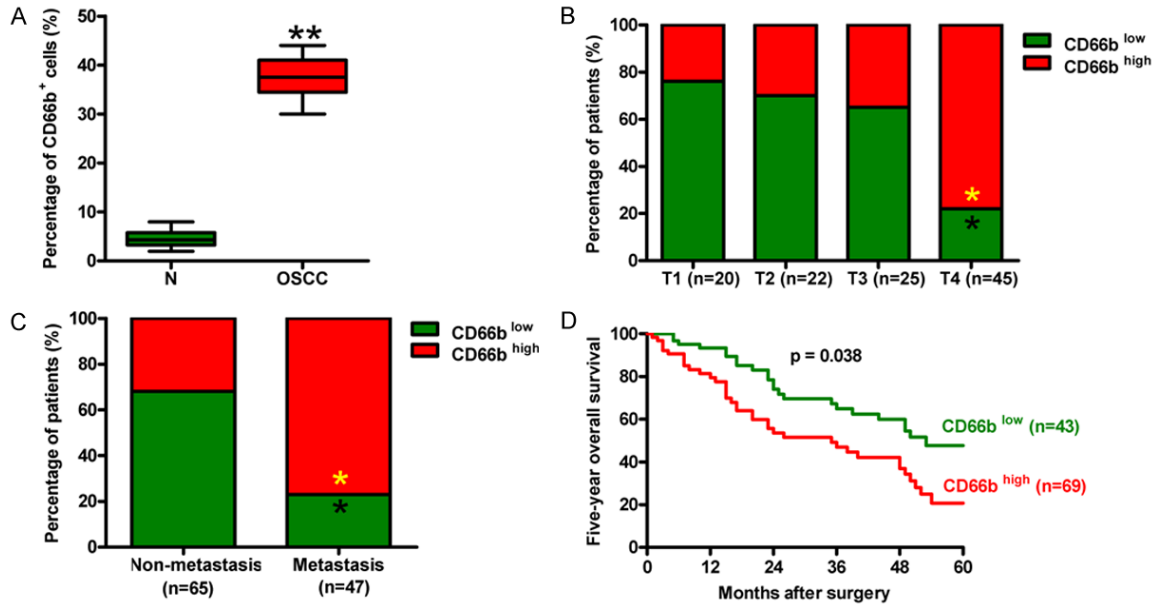 A
Percentage of CD66b+ cells (%)
50
40
30
20
10
0
**
N
OSCC
B
Percentage of patients (%)
100
80
60
40
20
0
*
*
T1 (n=20)
T2 (n=22)
T3 (n=25)
T4 (n=45)
CD66b low
CD66b high
C
Percentage of patients (%)
100
80
60
40
20
0
*
*
Non-metastasis
(n=65)
Metastasis
(n=47)
CD66b low
CD66b high
D
Five-year overall survival
100
80
60
40
20
0
p = 0.038
CD66b low (n=43)
CD66b high (n=69)
0
12
24
36
48
60
Months after surgery